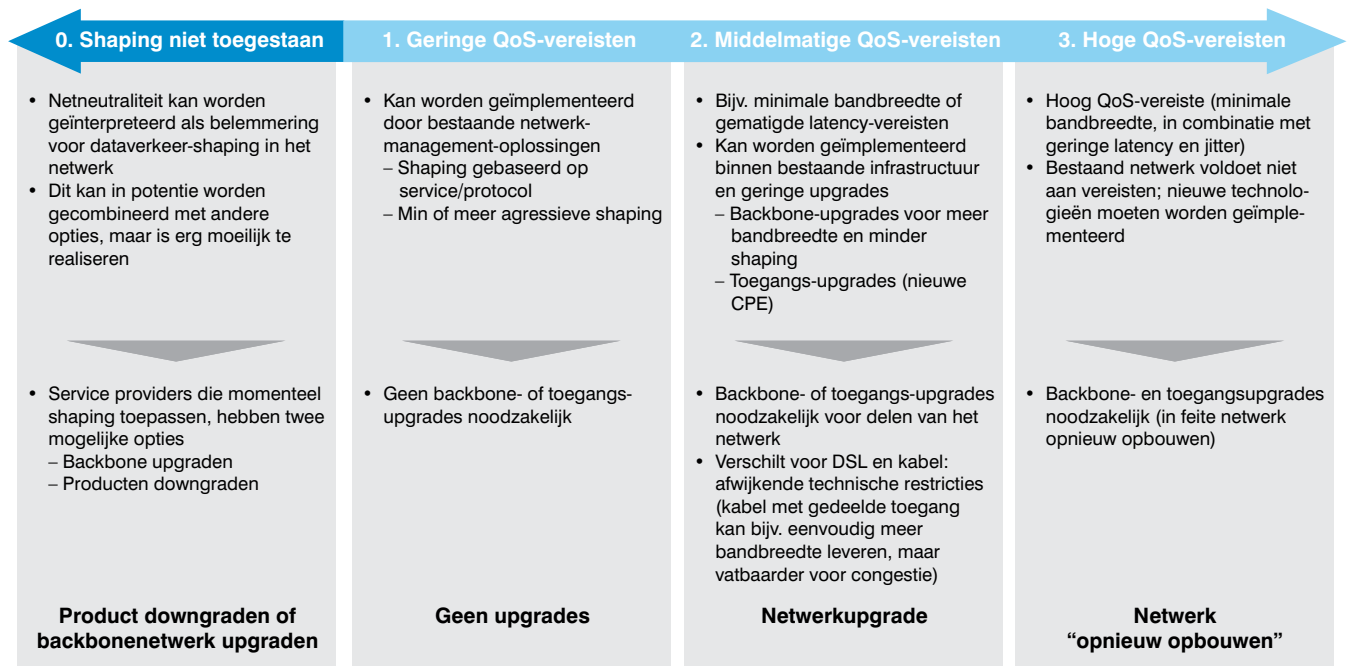 0. Shaping niet toegestaan
1. Geringe QoS-vereisten
2. Middelmatige QoS-vereisten
3. Hoge QoS-vereisten
• Netneutraliteit kan worden
geïnterpreteerd als belemmering
voor dataverkeer-shaping in het
netwerk
• Dit kan in potentie worden
gecombineerd met andere
opties, maar is erg moeilijk te
realiseren
• Service providers die momenteel
shaping toepassen, hebben twee
mogelijke opties
– Backbone upgraden
– Producten downgraden
Product downgraden of
backbonenetwerk upgraden
• Kan worden geïmplementeerd
door bestaande netwerk-
management-oplossingen
– Shaping gebaseerd op
service/protocol
– Min of meer agressieve shaping
• Geen backbone- of toegangs-
upgrades noodzakelijk
Geen upgrades
• Bijv. minimale bandbreedte of
gematigde latency-vereisten
• Kan worden geïmplementeerd
binnen bestaande infrastructuur
en geringe upgrades
– Backbone-upgrades voor meer
bandbreedte en minder
shaping
– Toegangs-upgrades (nieuwe
CPE)
• Backbone- of toegangs-upgrades
noodzakelijk voor delen van het
netwerk
• Verschilt voor DSL en kabel:
afwijkende technische restricties
(kabel met gedeelde toegang
kan bijv. eenvoudig meer
bandbreedte leveren, maar
vatbaarder voor congestie)
Netwerkupgrade
• Hoog QoS-vereiste (minimale
bandbreedte, in combinatie met
geringe latency en jitter)
• Bestaand netwerk voldoet niet
aan vereisten; nieuwe technolo-
gieën moeten worden geïmple-
menteerd
• Backbone- en toegangsupgrades
noodzakelijk (in feite netwerk
opnieuw opbouwen)
Netwerk
“opnieuw opbouwen”